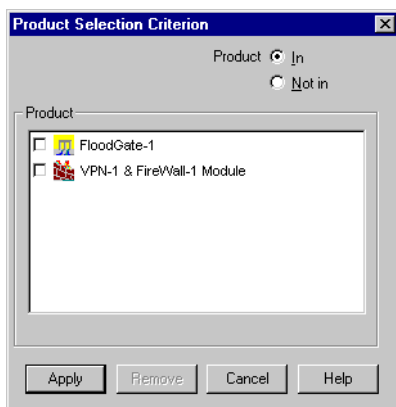 Product Selection Criterion
Product In
Not in
Product
FloodGate-1
VPN-1 & FireWall-1 Module
Apply Remove Cancel Help